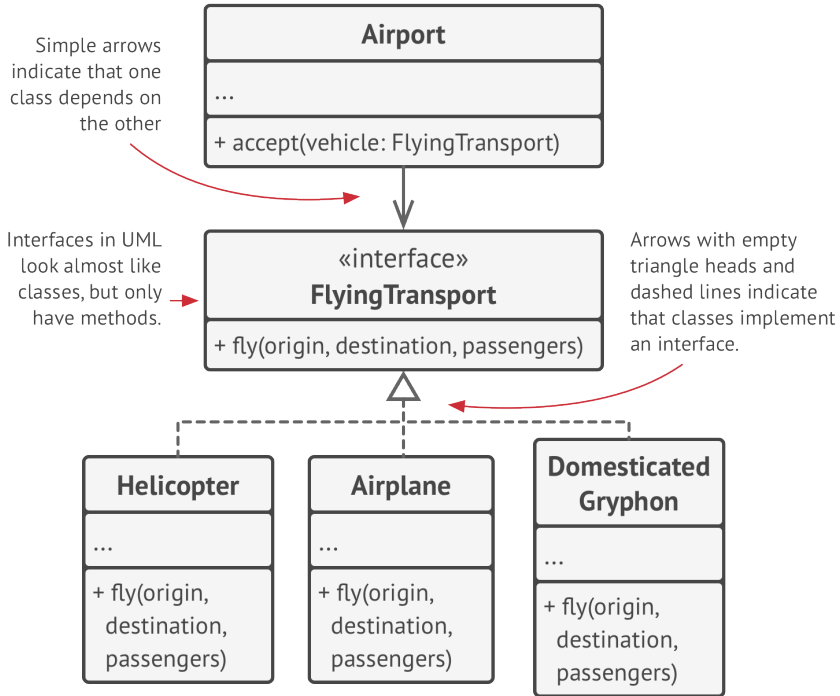 Airport
...
+ accept(vehicle: FlyingTransport)
Simple arrows
indicate that one
class depends on
the other
«interface»
FlyingTransport
+ fly(origin, destination, passengers)
Interfaces in UML
look almost like
classes, but only
have methods.
Arrows with empty
triangle heads and
dashed lines indicate
that classes implement
an interface.
Helicopter
...
+ fly(origin,
destination,
passengers)
Airplane
...
+ fly(origin,
destination,
passengers)
Domesticated
Gryphon
...
+ fly(origin,
destination,
passengers)